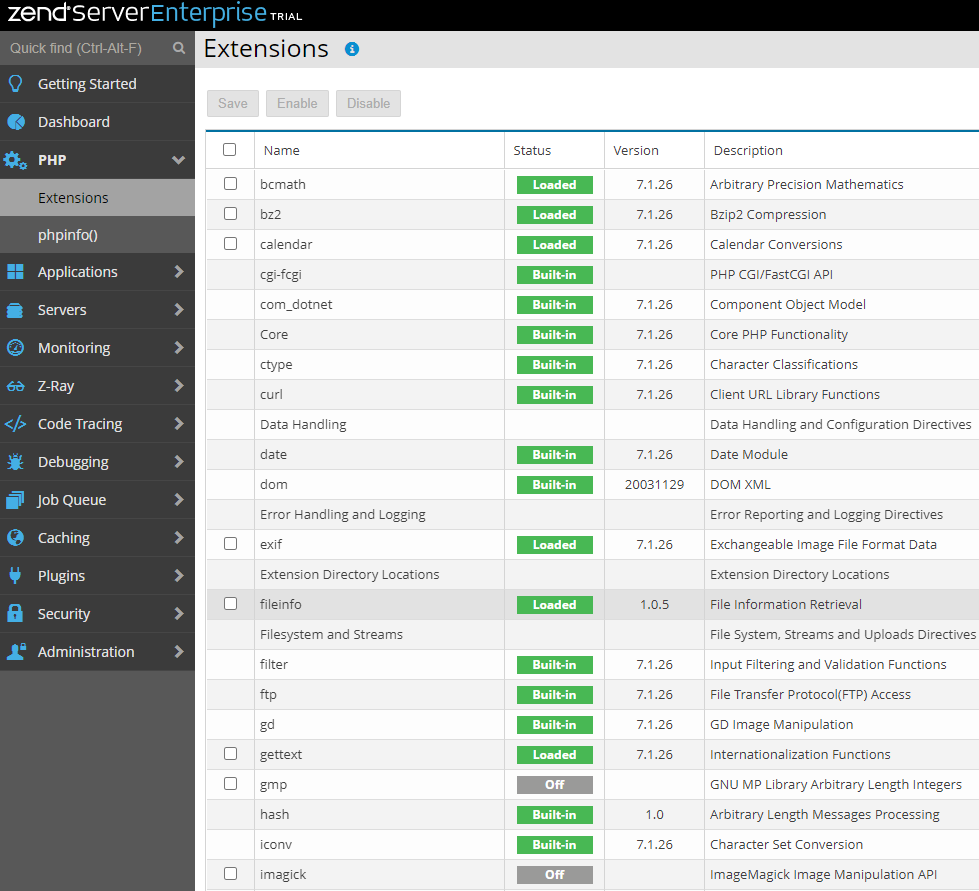 zend Server Enterprise TRIAL
Quick find (Ctrl-Alt-F)
Extensions
Getting Started
Dashboard
PHP
Extensions
phpinfo()
Applications
Servers
Monitoring
Z-Ray
Code Tracing
Debugging
Job Queue
Caching
Plugins
Security
Administration
Save Enable Disable
Name Status Version Description
bcmath Loaded 7.1.26 Arbitrary Precision Mathematics
bz2 Loaded 7.1.26 Bzip2 Compression
calendar Loaded 7.1.26 Calendar Conversions
cgi-fcgi Built-in PHP CGI/FastCGI API
com_dotnet Built-in 7.1.26 Component Object Model
Core Built-in 7.1.26 Core PHP Functionality
ctype Built-in 7.1.26 Character Classifications
curl Built-in 7.1.26 Client URL Library Functions
Data Handling Data Handling and Configuration Directives
date Built-in 7.1.26 Date Module
dom Built-in 20031129 DOM XML
Error Handling and Logging Error Reporting and Logging Directives
exif Loaded 7.1.26 Exchangeable Image File Format Data
Extension Directory Locations Extension Directory Locations
fileinfo Loaded 1.0.5 File Information Retrieval
Filesystem and Streams File System, Streams and Uploads Directives
filter Built-in 7.1.26 Input Filtering and Validation Functions
ftp Built-in 7.1.26 File Transfer Protocol(FTP) Access
gd Built-in 7.1.26 GD Image Manipulation
gettext Loaded 7.1.26 Internationalization Functions
gmp Off GNU MP Library Arbitrary Length Integers
hash Built-in 1.0 Arbitrary Length Messages Processing
iconv Built-in 7.1.26 Character Set Conversion
imagick Off ImageMagick Image Manipulation API